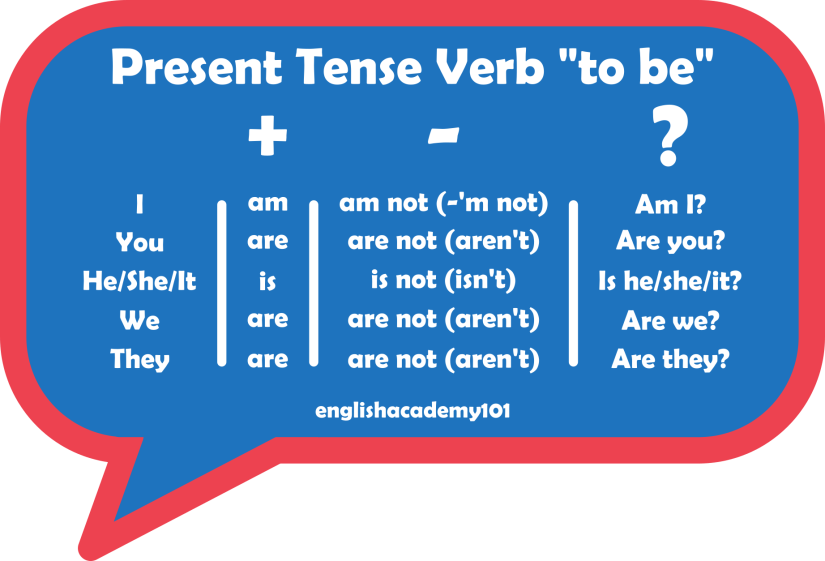 Present Tense Verb "to be"
+ - ?
I am am not (-'m not) Am I?
You are are not (aren't) Are you?
He/She/It is is not (isn't) Is he/she/it?
We are are not (aren't) Are we?
They are are not (aren't) Are they?
englishacademy101